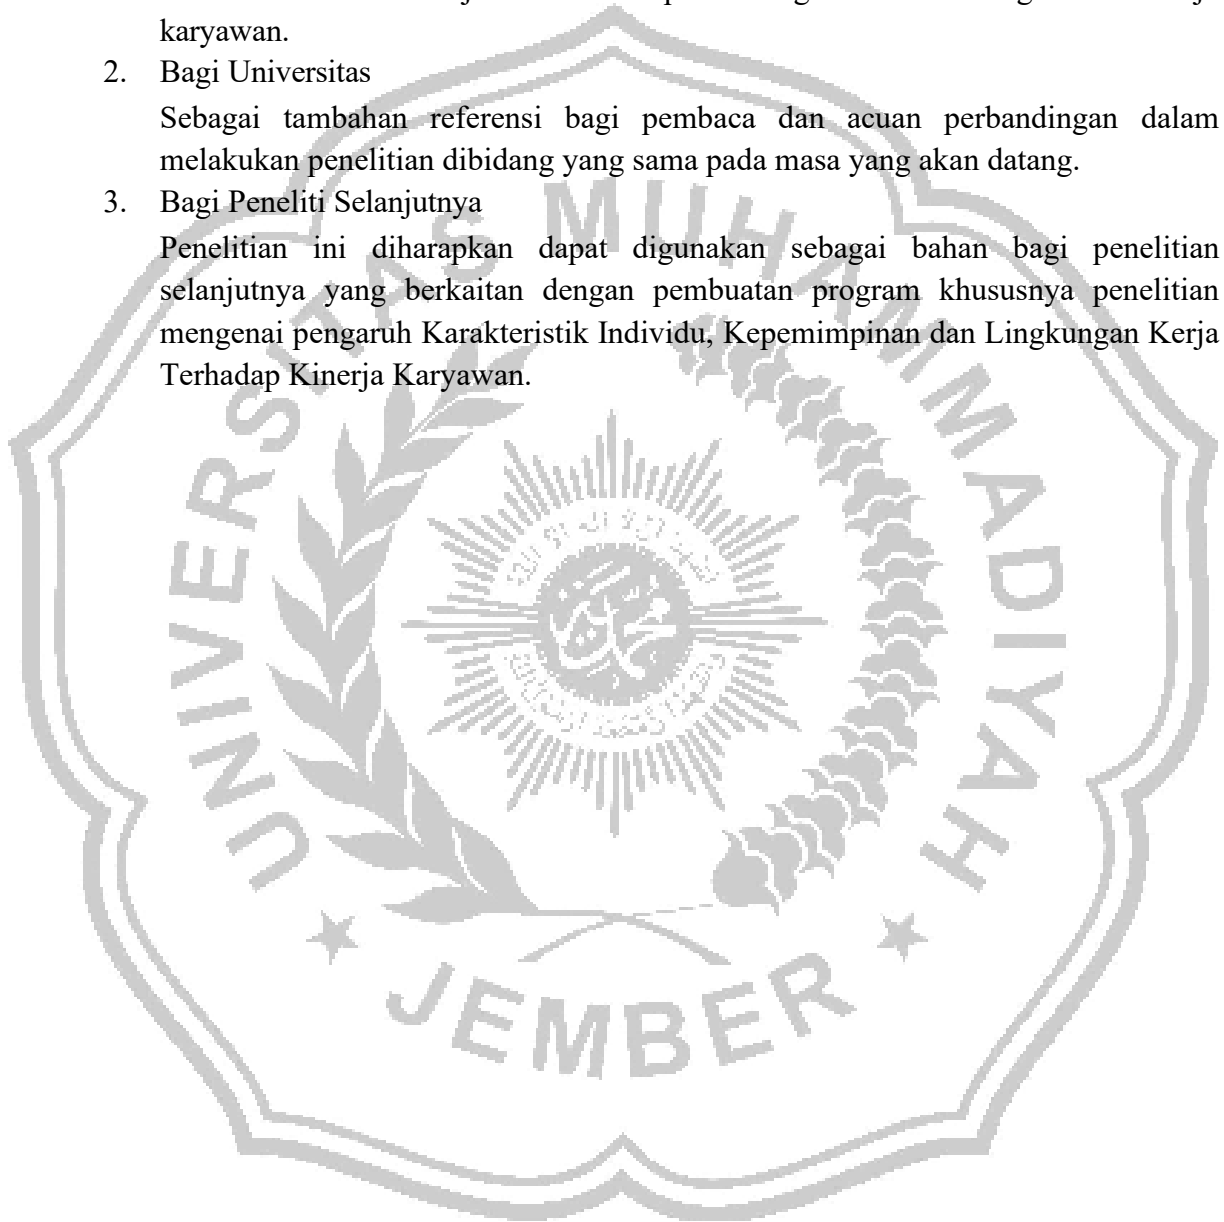 karyawan.
2. Bagi Universitas
Sebagai tambahan referensi bagi pembaca dan acuan perbandingan dalam
melakukan penelitian dibidang yang sama pada masa yang akan datang.
3. Bagi Peneliti Selanjutnya
Penelitian ini diharapkan dapat digunakan sebagai bahan bagi penelitian
selanjutnya yang berkaitan dengan pembuatan program khususnya penelitian
mengenai pengaruh Karakteristik Individu, Kepemimpinan dan Lingkungan Kerja
Terhadap Kinerja Karyawan.
UNIVERSITAS MUHAMMADIYAH
JEMBER